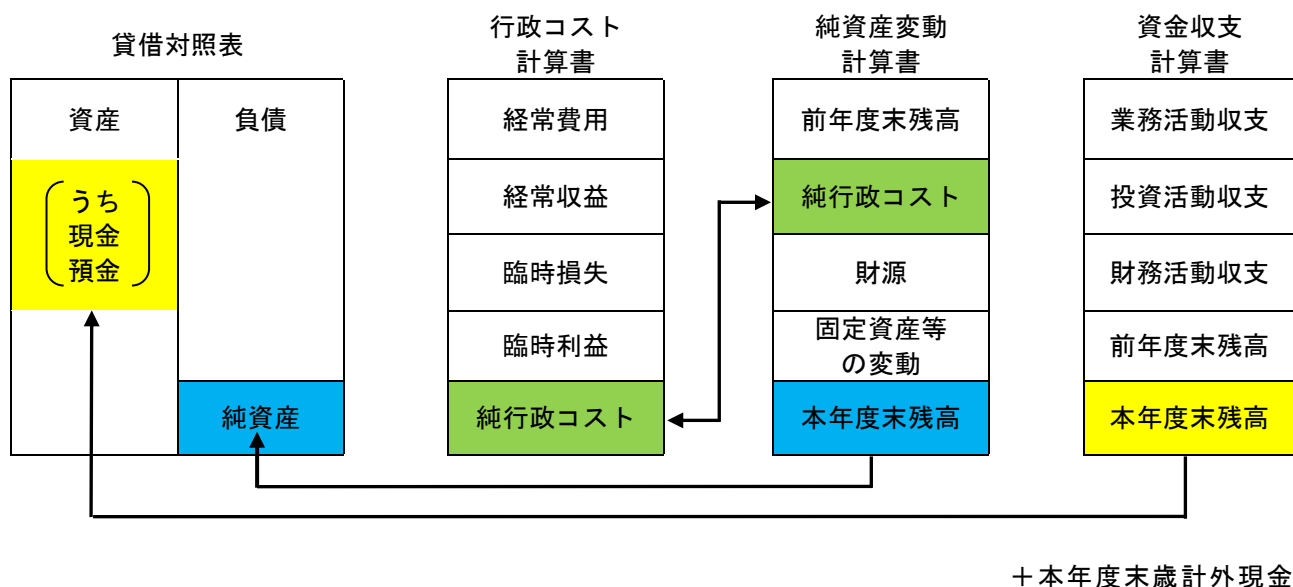 貸借対照表
資産
負債
うち
現金
預金
純資産
行政コスト
計算書
経常費用
経常収益
臨時損失
臨時利益
純行政コスト
純資産変動
計算書
前年度末残高
純行政コスト
財源
固定資産等
の変動
本年度末残高
資金収支
計算書
業務活動収支
投資活動収支
財務活動収支
前年度末残高
本年度末残高
＋本年度末歳計外現金